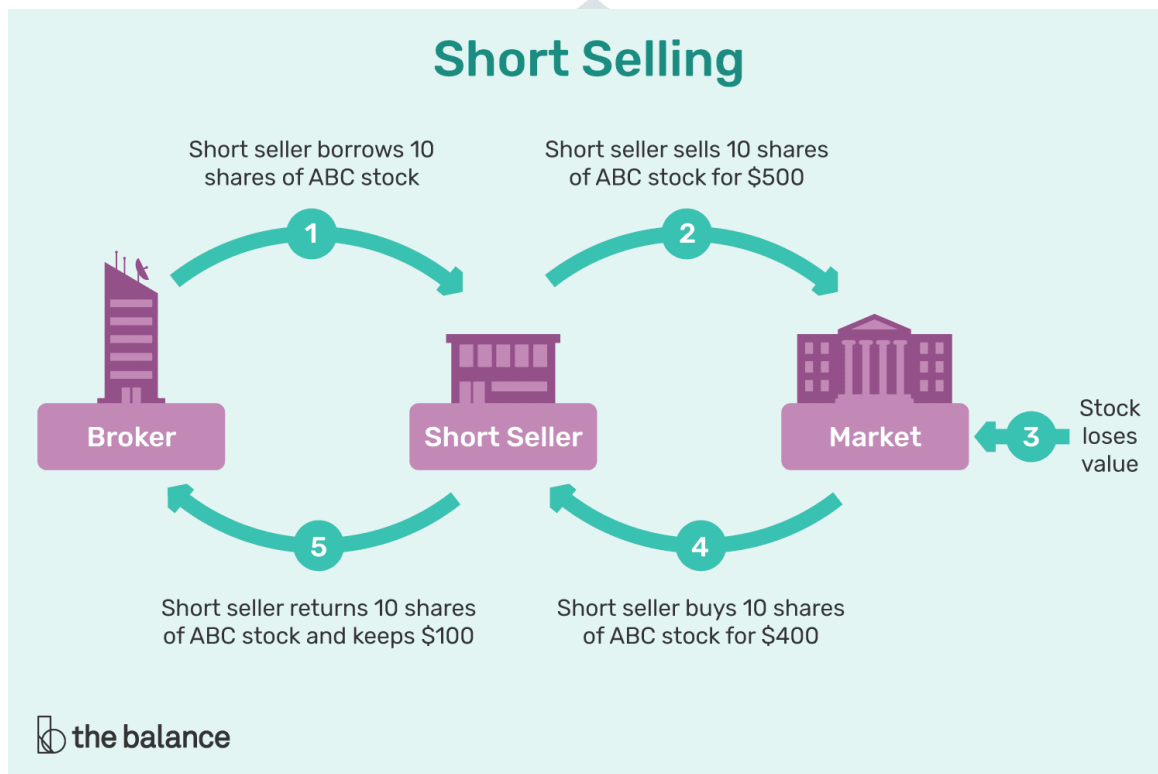 Short Selling
Short seller borrows 10
shares of ABC stock
Short seller sells 10 shares
of ABC stock for $500
1
2
Broker
Short Seller
Market
3
Stock
loses
value
5
4
Short seller returns 10 shares
of ABC stock and keeps $100
Short seller buys 10 shares
of ABC stock for $400
the balance